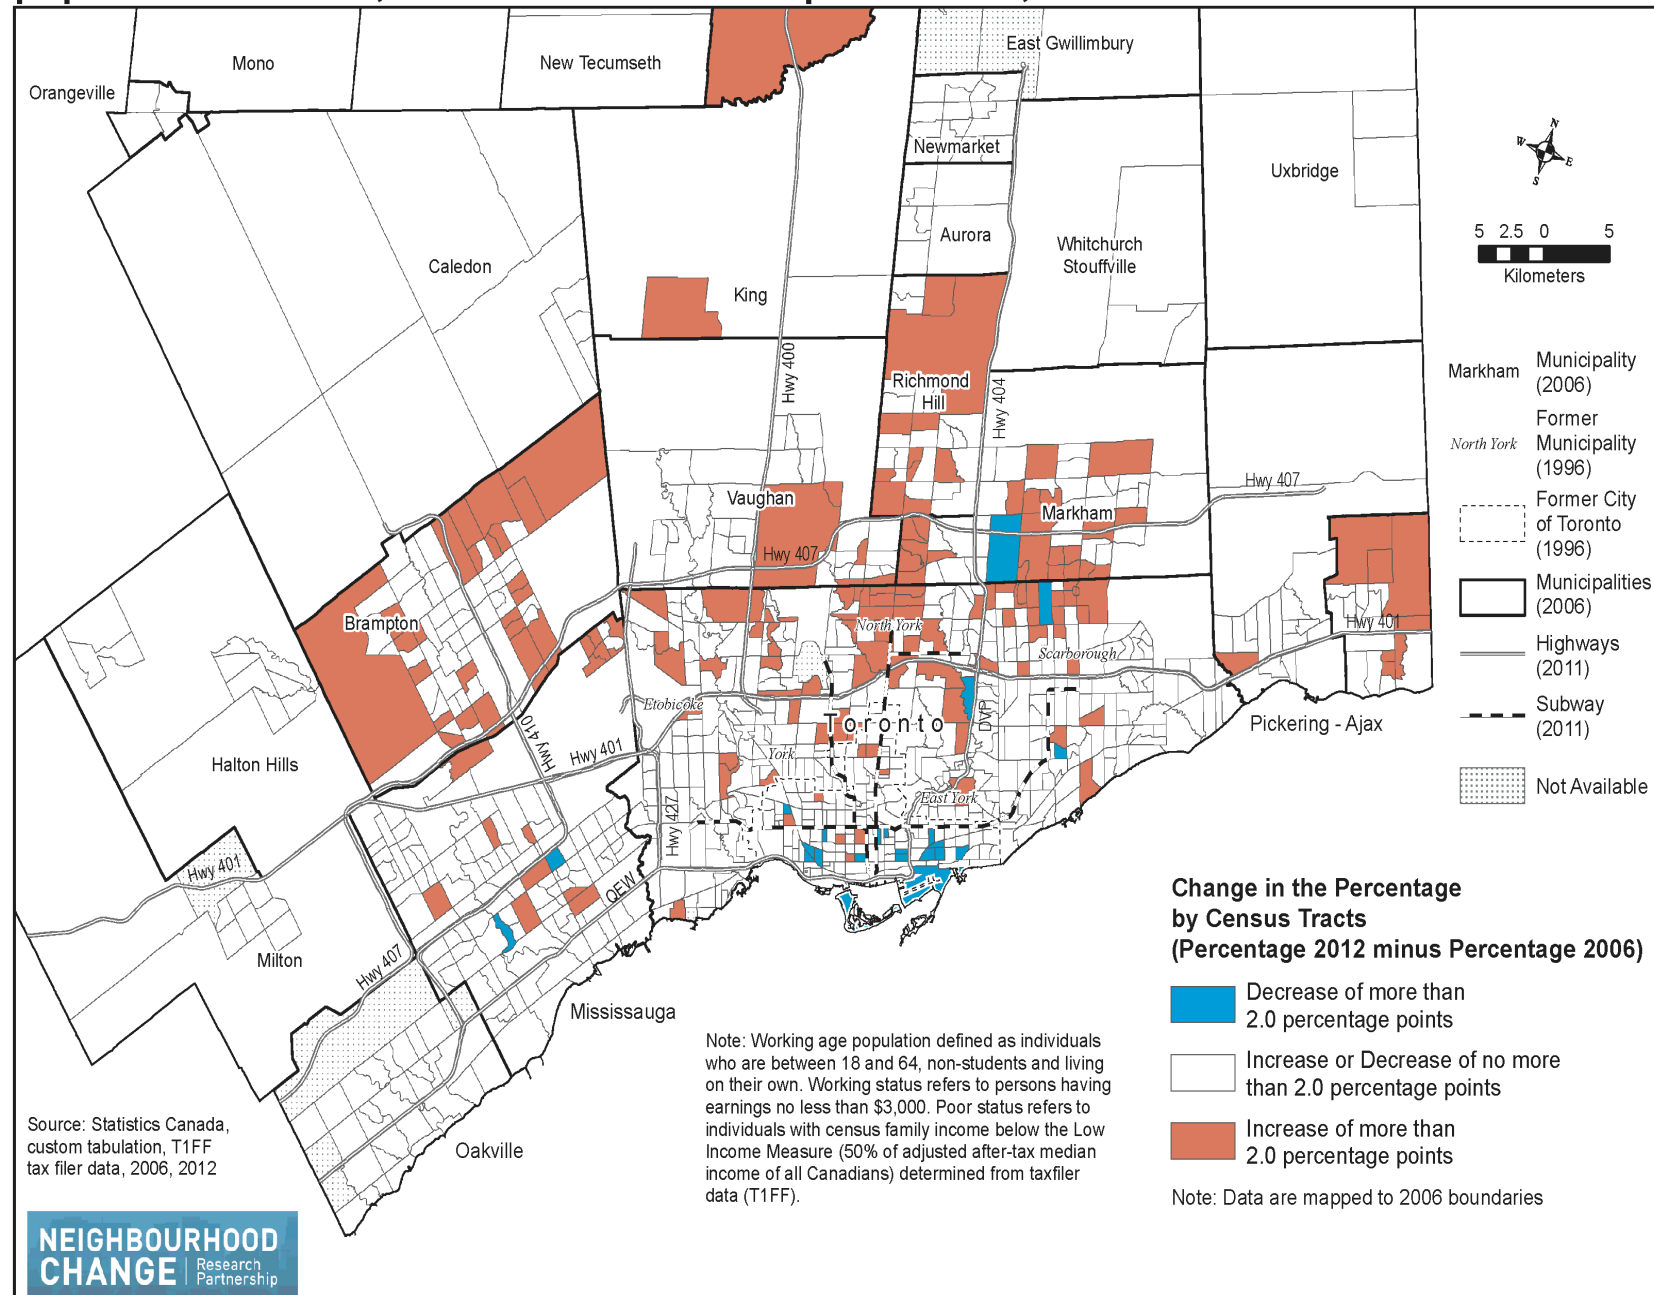 Orangeville
Mono
New Tecumseth
East Gwillimbury
Newmarket
Aurora
Whitchurch
Stouffville
Uxbridge
Caledon
King
Hwy 400
Richmond
Hill
Hwy 404
Vaughan
Markham
Hwy 407
Hwy 407
Brampton
North York
Scarborough
Hwy 401
Etobicoke
Toronto
DVP
York
East York
Hwy 410
Hwy 401
Hwy 427
Halton Hills
Pickering - Ajax
Hwy 401
QEW
Milton
Hwy 407
Mississauga
Oakville
N
W
E
S
5 2.5 0 5
Kilometers
Markham
Municipality
(2006)
North York
Former
Municipality
(1996)
Former City
of Toronto
(1996)
Municipalities
(2006)
Highways
(2011)
Subway
(2011)
Not Available
Change in the Percentage
by Census Tracts
(Percentage 2012 minus Percentage 2006)
Decrease of more than
2.0 percentage points
Increase or Decrease of no more
than 2.0 percentage points
Increase of more than
2.0 percentage points
Note: Data are mapped to 2006 boundaries
Note: Working age population defined as individuals
who are between 18 and 64, non-students and living
on their own. Working status refers to persons having
earnings no less than $3,000. Poor status refers to
individuals with census family income below the Low
Income Measure (50% of adjusted after-tax median
income of all Canadians) determined from taxfiler
data (T1FF).
Source: Statistics Canada,
custom tabulation, T1FF
tax filer data, 2006, 2012
NEIGHBOURHOOD
CHANGE
Research
Partnership